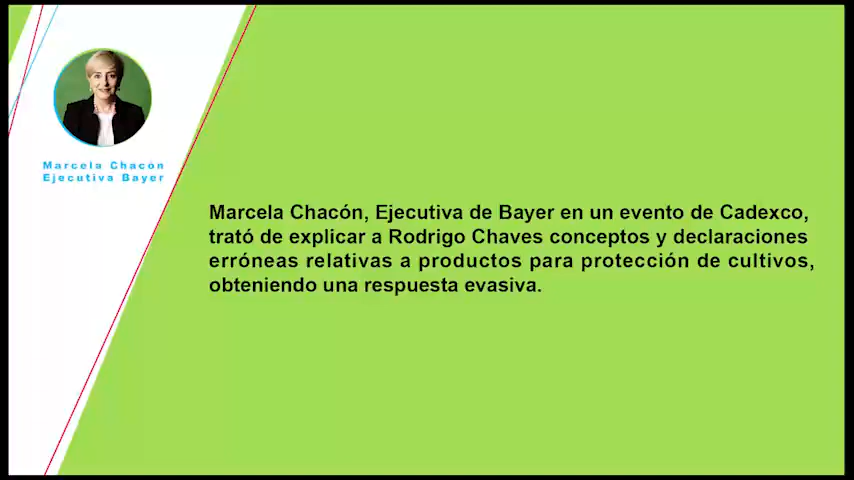 Marcela Chacón
Ejecutiva Bayer
Marcela Chacón, Ejecutiva de Bayer en un evento de Cadexco,
trató de explicar a Rodrigo Chaves conceptos y declaraciones
erróneas relativas a productos para protección de cultivos,
obteniendo una respuesta evasiva.